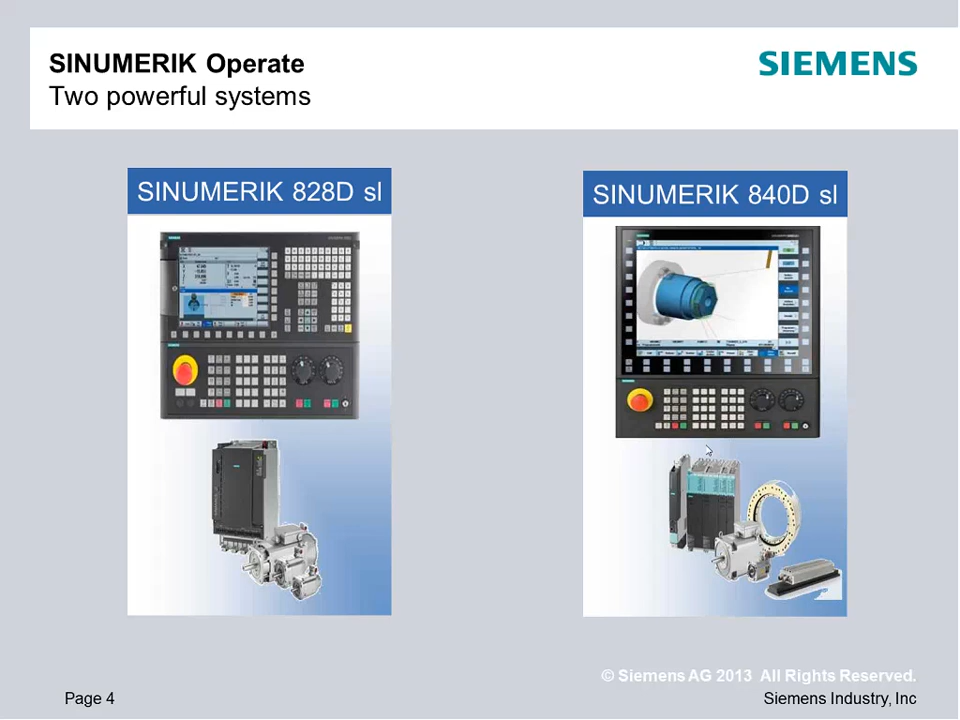 SINUMERIK Operate
Two powerful systems
SIEMENS
SINUMERIK 828D sl
SINUMERIK 840D sl
© Siemens AG 2013 All Rights Reserved.
Page 4
Siemens Industry, Inc